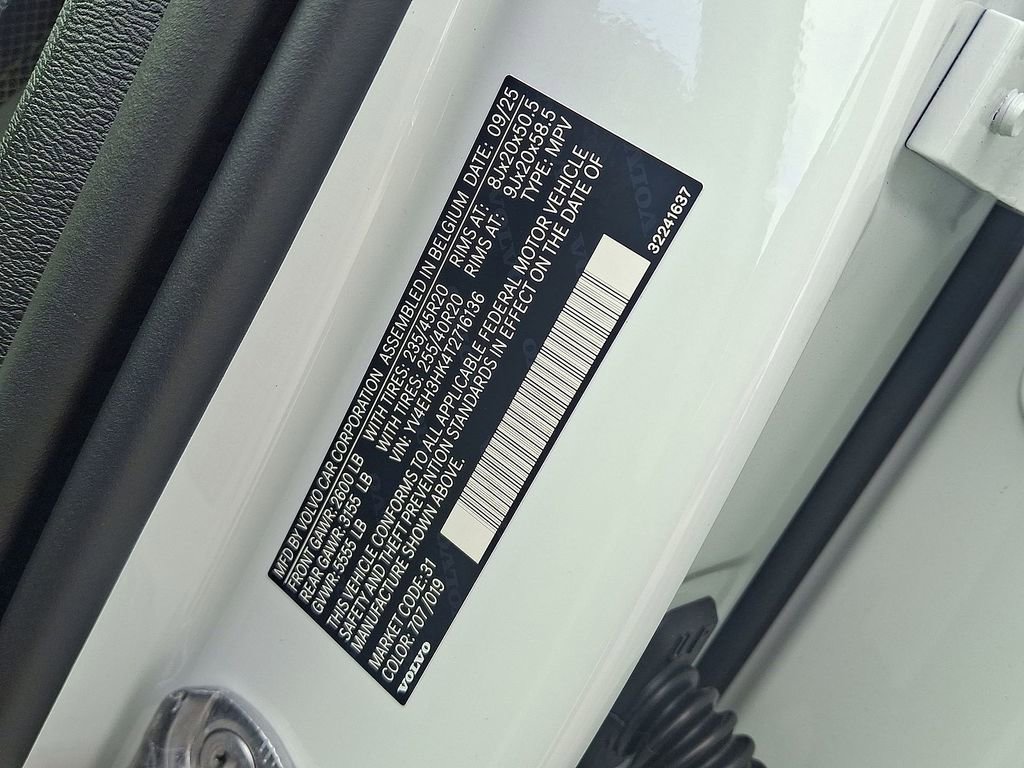 MFD BY VOLVO CAR CORPORATION ASSEMBLED IN BELGIUM DATE: 09/25
FRONT GAWR: 2600 LB WITH TIRES: 235/45R20 RIMS AT: 8Jx20x50.5
REAR GAWR: 3155 LB WITH TIRES: 255/40R20 RIMS AT: 9Jx20x58.5
GVWR: 5555 LB VIN: YV4EH3HK4T2716136 TYPE: MPV
THIS VEHICLE CONFORMS TO ALL APPLICABLE FEDERAL MOTOR VEHICLE
SAFETY AND THEFT PREVENTION STANDARDS IN EFFECT ON THE DATE OF
MANUFACTURE SHOWN ABOVE.
MARKET CODE: 31
COLOR: 707 / 019
VOLVO
32241637